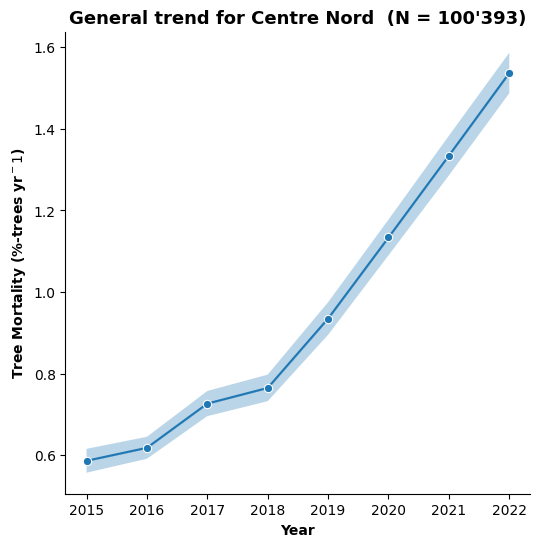 General trend for Centre Nord (N = 100'393)
1.6
1.4
1.2
1.0
0.8
0.6
Tree Mortality (%-trees yr⁻1)
2015 2016 2017 2018 2019 2020 2021 2022
Year